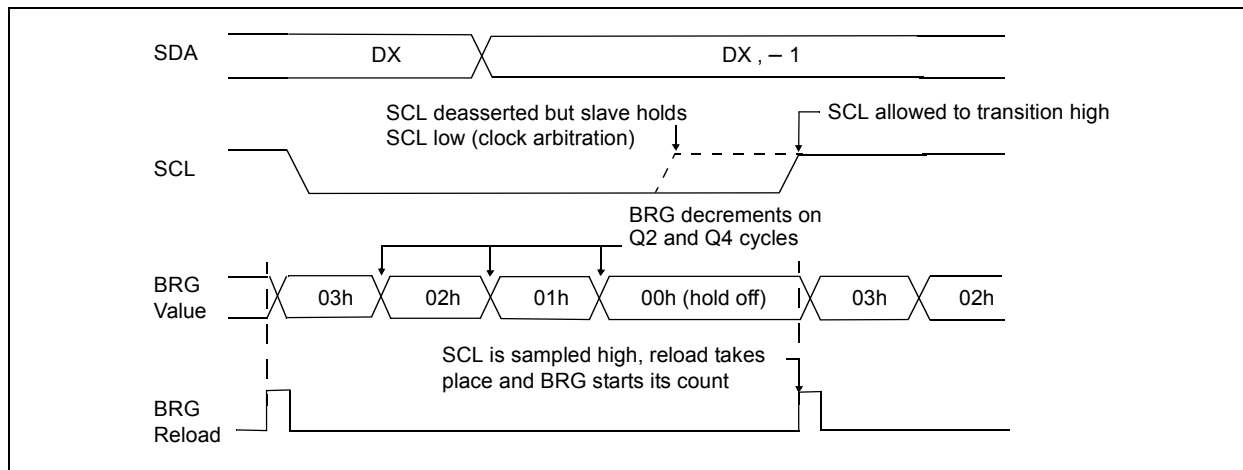 SDA
DX
DX , – 1
SCL deasserted but slave holds
SCL low (clock arbitration)
SCL allowed to transition high
SCL
BRG decrements on
Q2 and Q4 cycles
BRG
Value
03h
02h
01h
00h (hold off)
03h
02h
SCL is sampled high, reload takes
place and BRG starts its count
BRG
Reload